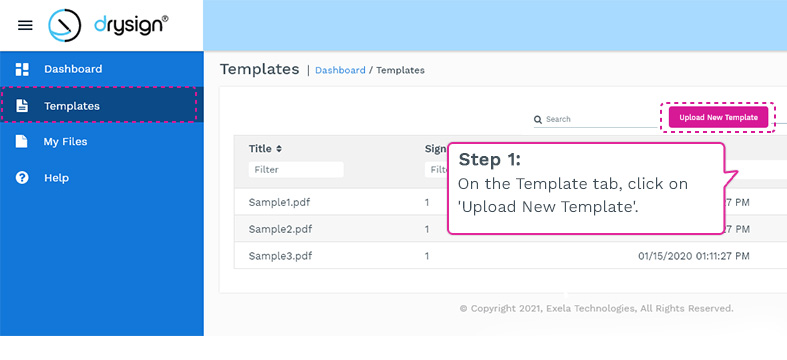 drysign®
Dashboard
Templates
My Files
Help
Templates | Dashboard / Templates
Search
Upload New Template
Title
Sign
Filter
Step 1:
On the Template tab, click on
'Upload New Template'.
Sample1.pdf 1 7 PM
Sample2.pdf 1 7 PM
Sample3.pdf 1 01/15/2020 01:11:27 PM
© Copyright 2021, Exela Technologies, All Rights Reserved.